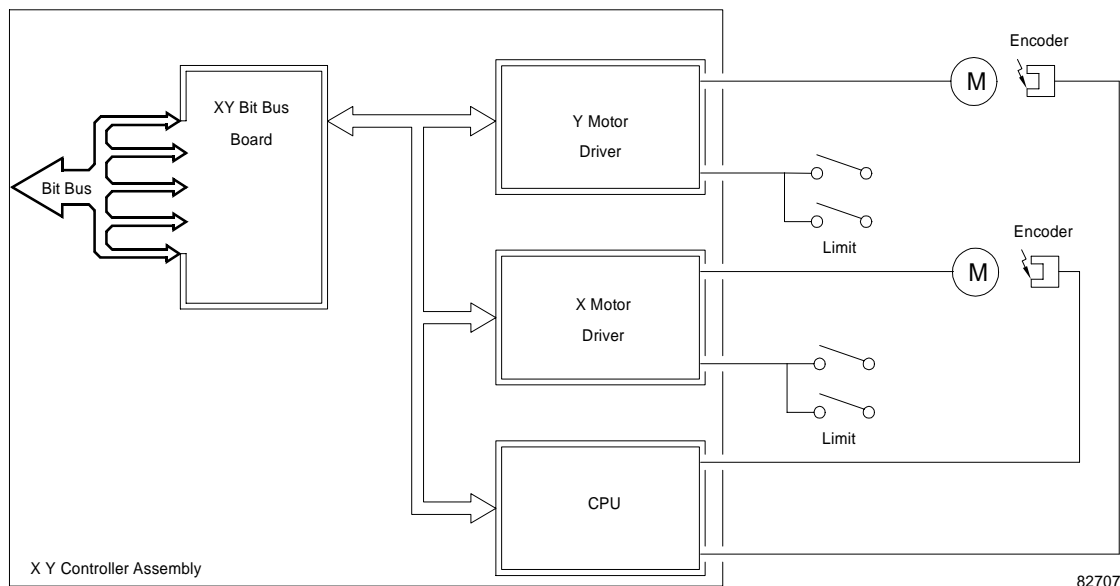 Encoder
M
XY Bit Bus
Board
Y Motor
Driver
Bit Bus
Limit
Encoder
M
X Motor
Driver
Limit
CPU
X Y Controller Assembly
82707